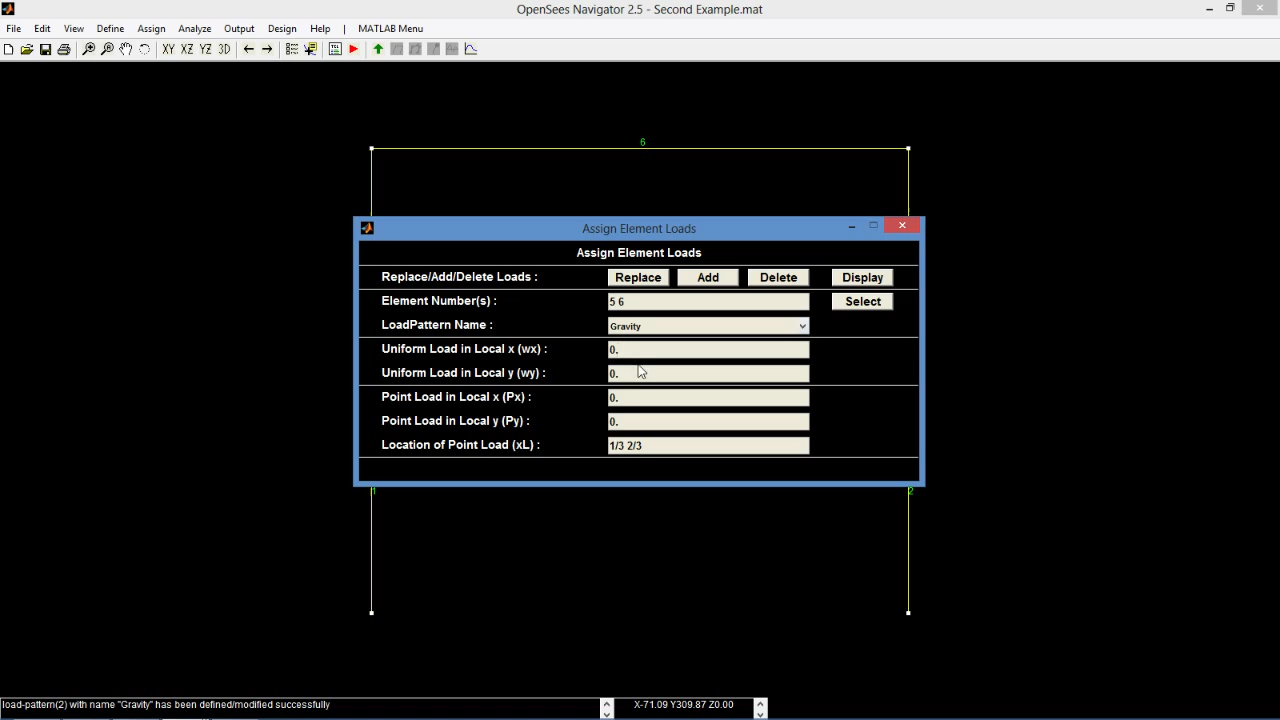 OpenSees Navigator 2.5 - Second Example.mat
File Edit View Define Assign Analyze Output Design Help | MATLAB Menu
XY XZ YZ 3D
6
Assign Element Loads
Assign Element Loads
Replace/Add/Delete Loads : Replace Add Delete Display
Element Number(s) : 5 6 Select
LoadPattern Name : Gravity
Uniform Load in Local x (wx) : 0.
Uniform Load in Local y (wy) : 0.
Point Load in Local x (Px) : 0.
Point Load in Local y (Py) : 0.
Location of Point Load (xL) : 1/3 2/3
1 2
load-pattern(2) with name "Gravity" has been defined/modified successfully X-71.09 Y309.87 Z0.00